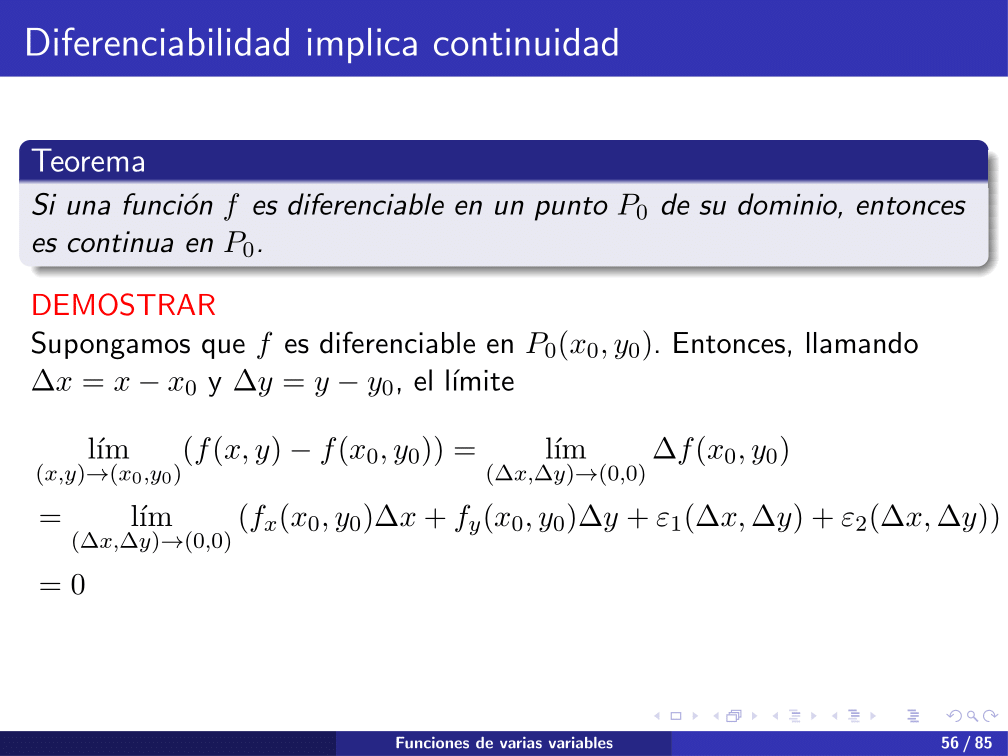 Diferenciabilidad implica continuidad
Teorema
Si una función f es diferenciable en un punto P₀ de su dominio, entonces
es continua en P₀.
DEMOSTRAR
Supongamos que f es diferenciable en P₀(x₀, y₀). Entonces, llamando
Δx = x − x₀ y Δy = y − y₀, el límite
lím_{(x,y)→(x₀,y₀)} (f(x, y) − f(x₀, y₀)) = lím_{(Δx,Δy)→(0,0)} Δf(x₀, y₀)
= lím_{(Δx,Δy)→(0,0)} (fₓ(x₀, y₀)Δx + f_y(x₀, y₀)Δy + ε₁(Δx, Δy) + ε₂(Δx, Δy))
= 0
Funciones de varias variables
56 / 85